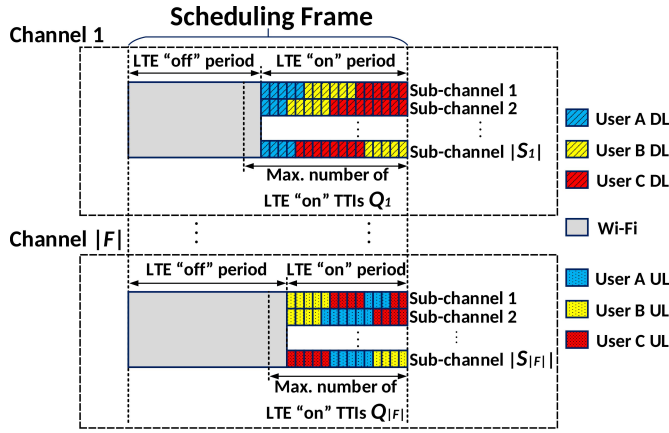 Scheduling Frame
Channel 1
LTE “off” period
LTE “on” period
Sub-channel 1
Sub-channel 2
Sub-channel |S1|
Max. number of
LTE “on” TTIs Q1
User A DL
User B DL
User C DL
Wi-Fi
Channel |F|
LTE “off” period
LTE “on” period
Sub-channel 1
Sub-channel 2
Sub-channel |S|F||
Max. number of
LTE “on” TTIs Q|F|
User A UL
User B UL
User C UL